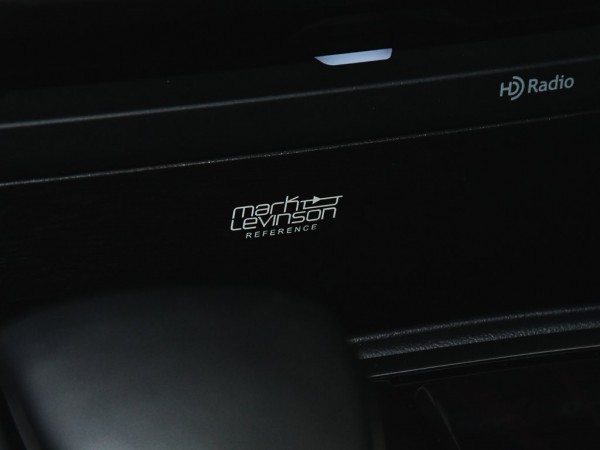 HD Radio
mark
Levinson
REFERENCE